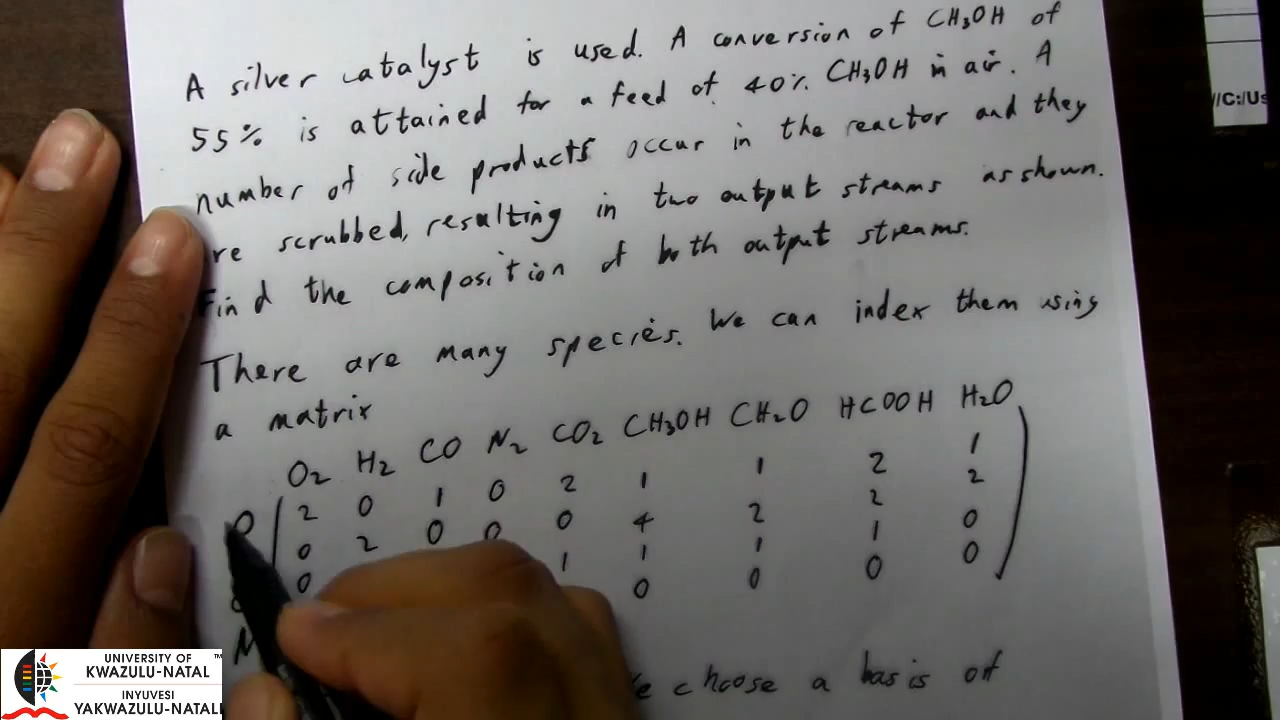 A silver catalyst is used. A conversion of CH3OH of
55% is attained for a feed of 40% CH3OH in air. A
number of side products occur in the reactor and they
re scrubbed, resulting in two output streams as shown.
Find the composition of both output streams.
There are many species. We can index them using
a matrix
O2 H2 CO N2 CO2 CH3OH CH2O HCOOH H2O
O 2 0 1 0 2 1 1 2 1
0 2 0 0 0 4 2 2 2
0 1 1 1 1 0
N 0 0 0 0
choose a basis of
//C:/Us
UNIVERSITY OF
KWAZULU-NATAL
INYUVESI
YAKWAZULU-NATALI